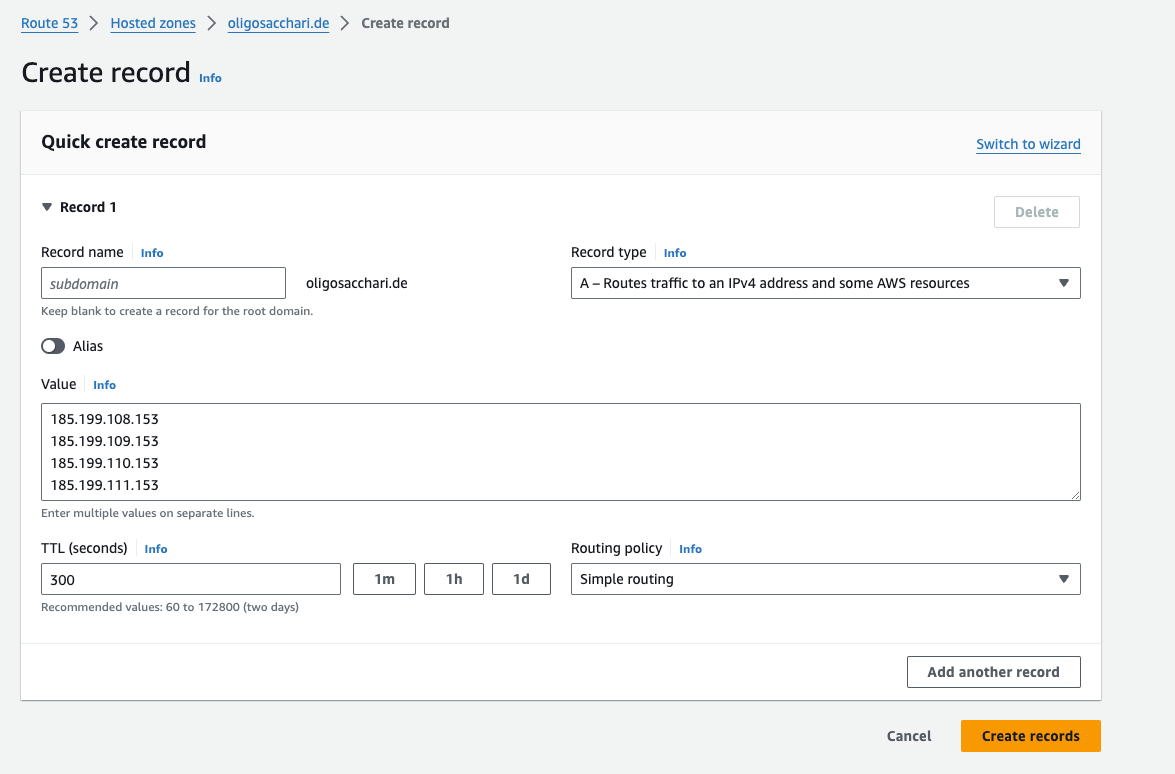 Route 53 > Hosted zones > oligosacchari.de > Create record
Create record Info
Quick create record
Switch to wizard
Record 1
Delete
Record name Info
Record type Info
subdomain oligosacchari.de
A – Routes traffic to an IPv4 address and some AWS resources
Keep blank to create a record for the root domain.
Alias
Value Info
185.199.108.153
185.199.109.153
185.199.110.153
185.199.111.153
Enter multiple values on separate lines.
TTL (seconds) Info
Routing policy Info
300 1m 1h 1d
Simple routing
Recommended values: 60 to 172800 (two days)
Add another record
Cancel Create records